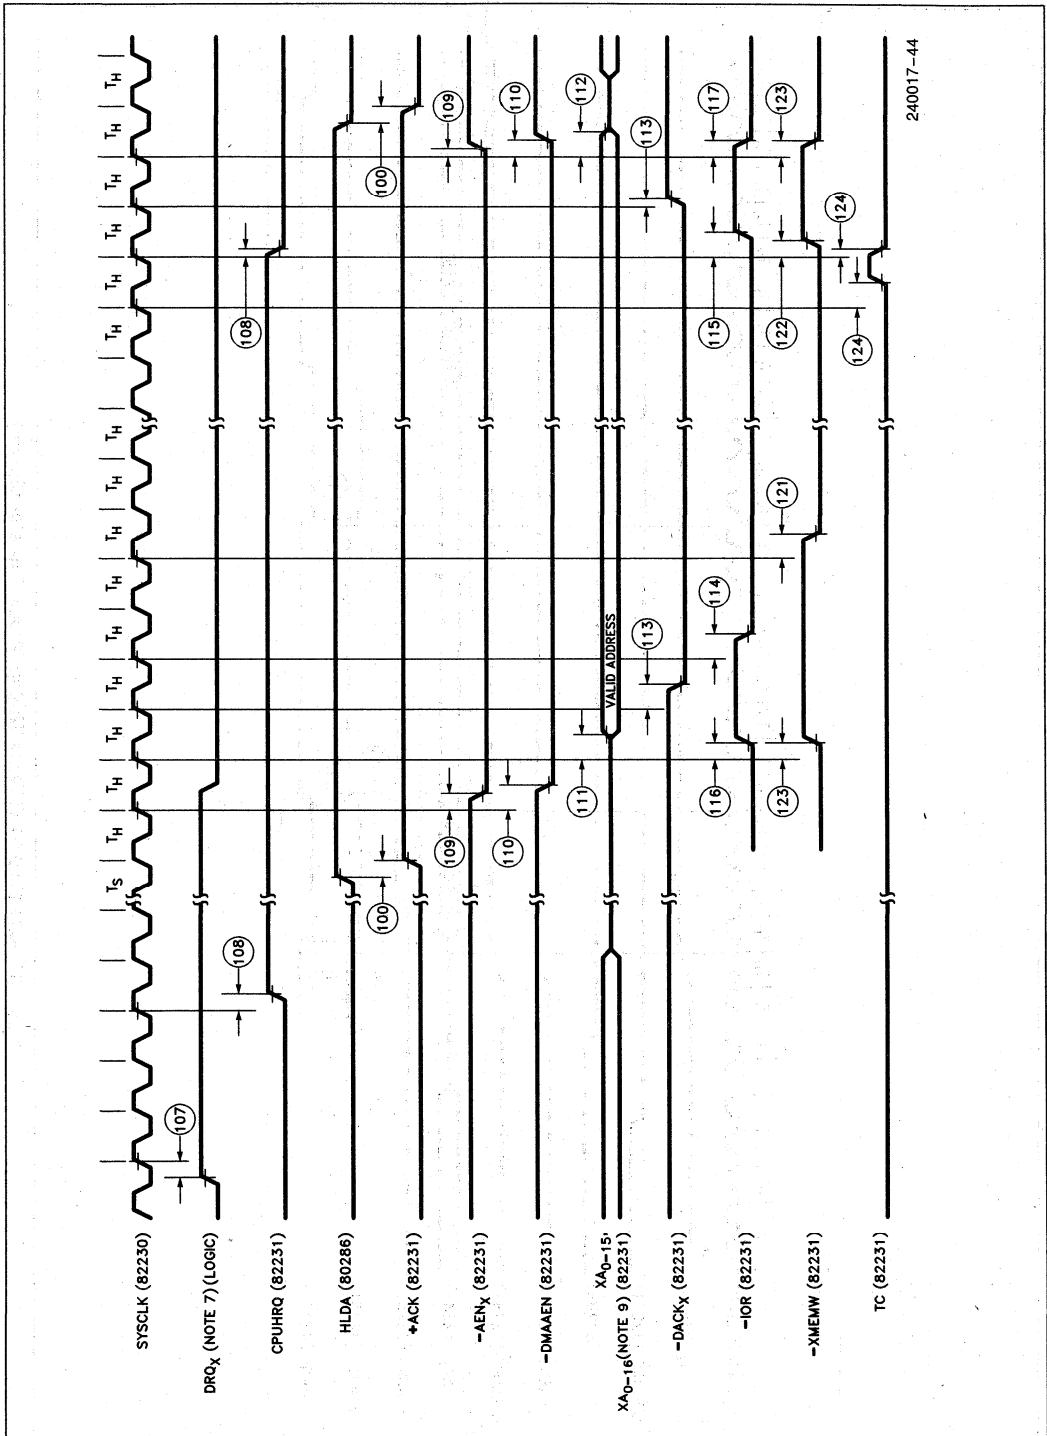 SYSCLK (82230)
DRQX (NOTE 7)(LOGIC)
CPUHRQ (82231)
HLDA (80286)
+ACK (82231)
-AENX (82231)
-DMAAEN (82231)
XA0-15,
XA0-16(NOTE 9) (82231)
-DACKX (82231)
-IOR (82231)
-XMEMW (82231)
TC (82231)
TS TH TH TH TH TH TH TH TH TH TH TH TH TH TH TH
107
108 108
100 100
109 109
110 110
111 VALID ADDRESS 112
113 113
116 114 115 117
123 121 122 123
124 124
240017-44